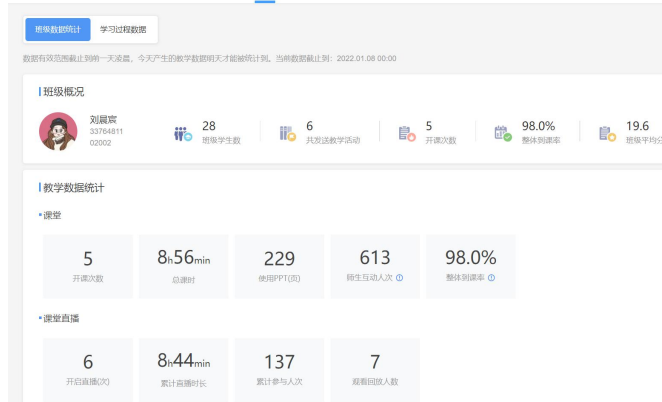 班级数据统计 学习过程数据
数据有效范围截止到前一天凌晨，今天产生的教学数据明天才能被统计到。当前数据截止到：2022.01.08 00:00
班级概况
刘晨宸
33764811
02002
28
班级学生数
6
共发送教学活动
5
开课次数
98.0%
整体到课率
19.6
班级平均分
教学数据统计
课堂
5
开课次数
8h56min
总课时
229
使用PPT(页)
613
师生互动人次
98.0%
整体到课率
课堂直播
6
开启直播(次)
8h44min
累计直播时长
137
累计参与人次
7
观看回放人数